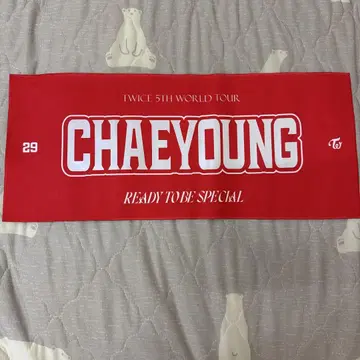 TWICE 5TH WORLD TOUR
29 CHAEYOUNG
READY TO BE SPECIAL